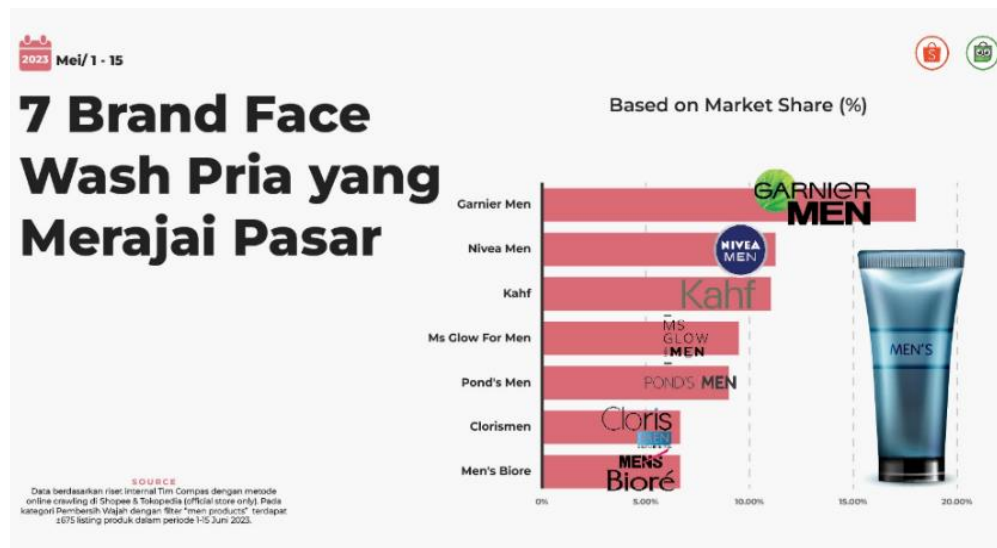 2023 Mei/ 1 - 15
7 Brand Face
Wash Pria yang
Merajai Pasar
Based on Market Share (%)
Garnier Men
GARNIER
MEN
Nivea Men
NIVEA
MEN
Kahf
Kahf
Ms Glow For Men
MS
GLOW
MEN
Pond's Men
POND'S MEN
Clorismen
Cloris
MEN
Men's Biore
MEN'S
Bioré
0%
5.00%
10.00%
15.00%
20.00%
MEN'S
SOURCE
Data berdasarkan riset internal Tim Compas dengan metode
online crawling di Shopee & Tokopedia (official store only). Pada
kategori Pembersih Wajah dengan filter "men products" terdapat
±675 listing produk dalam periode 1-15 Juni 2023.